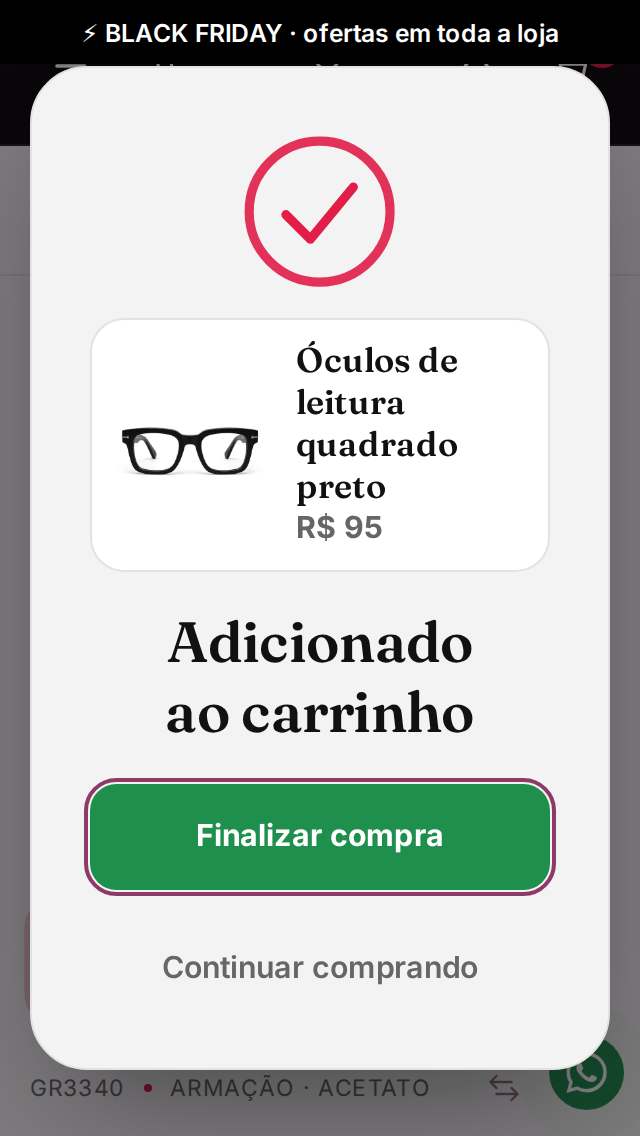 ⚡ BLACK FRIDAY · ofertas em toda a loja
Óculos de
leitura
quadrado
preto
R$ 95
Adicionado
ao carrinho
Finalizar compra
Continuar comprando
GR3340 • ARMAÇÃO · ACETATO